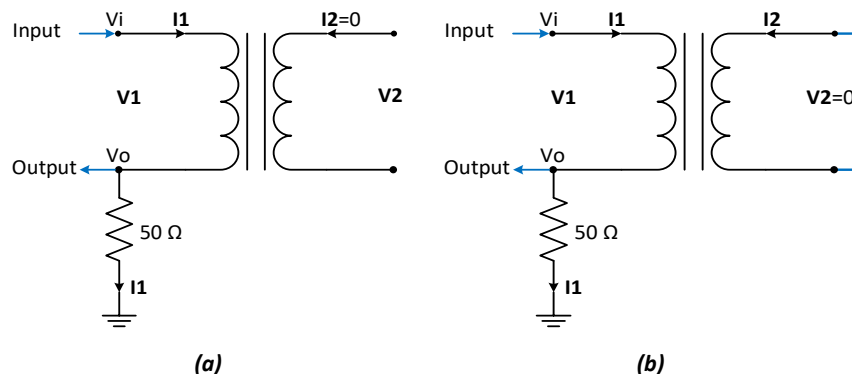 Input Vi I1 I2=0
V1 V2
Output Vo
50 Ω
I1
(a)
Input Vi I1 I2
V1 V2=0
Output Vo
50 Ω
I1
(b)